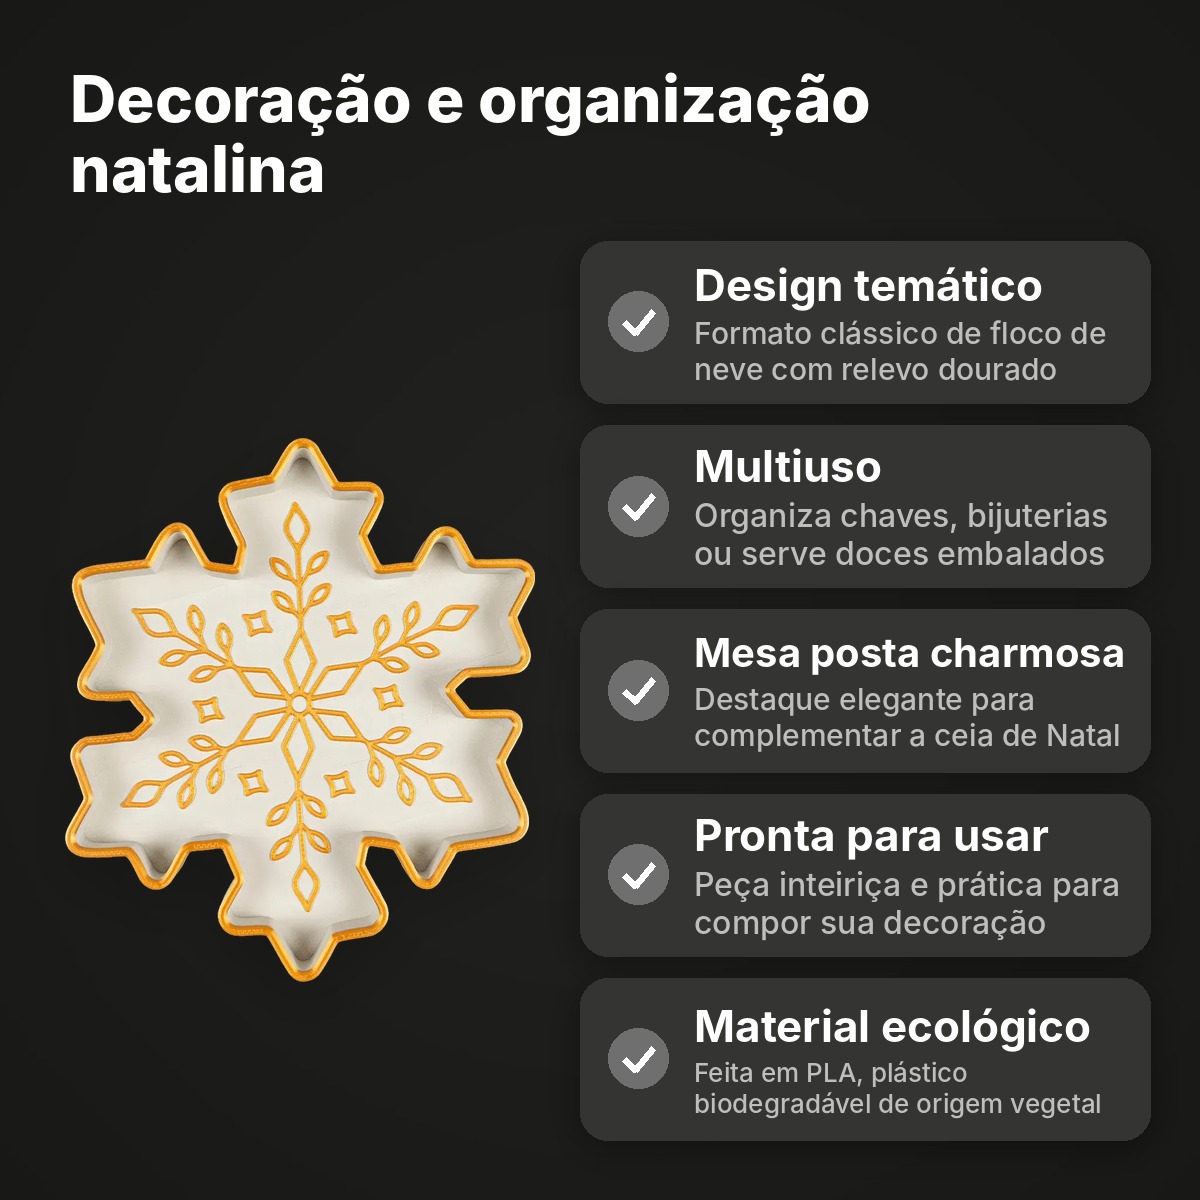 Decoração e organização
natalina
Design temático
Formato clássico de floco de
neve com relevo dourado
Multiuso
Organiza chaves, bijuterias
ou serve doces embalados
Mesa posta charmosa
Destaque elegante para
complementar a ceia de Natal
Pronta para usar
Peça inteiriça e prática para
compor sua decoração
Material ecológico
Feita em PLA, plástico
biodegradável de origem vegetal